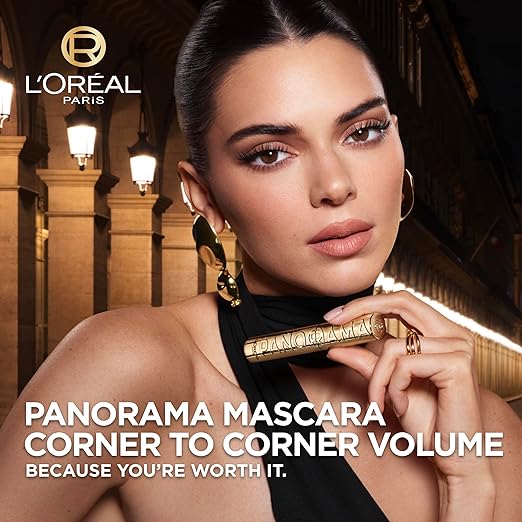 L'ORÉAL
PARIS
PANORAMA
PANORAMA MASCARA
CORNER TO CORNER VOLUME
BECAUSE YOU'RE WORTH IT.